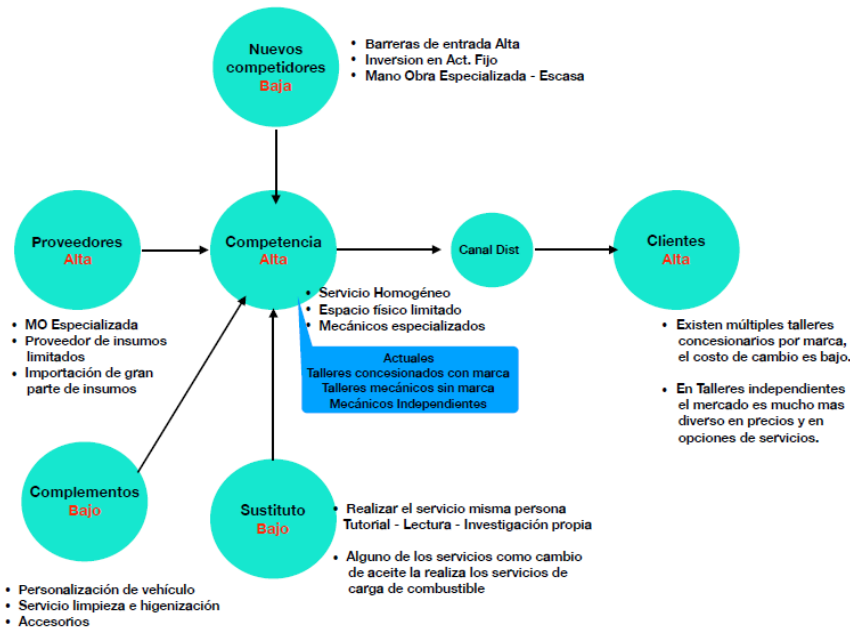 Nuevos
competidores
Baja
• Barreras de entrada Alta
• Inversion en Act. Fijo
• Mano Obra Especializada - Escasa
Proveedores
Alta
Competencia
Alta
Canal Dist
Clientes
Alta
• MO Especializada
• Proveedor de insumos
limitados
• Importación de gran
parte de insumos
• Servicio Homogéneo
• Espacio físico limitado
• Mecánicos especializados
Actuales
Talleres concesionados con marca
Talleres mecánicos sin marca
Mecánicos Independientes
• Existen múltiples talleres
concesionarios por marca,
el costo de cambio es bajo.
• En Talleres independientes
el mercado es mucho mas
diverso en precios y en
opciones de servicios.
Complementos
Bajo
Sustituto
Bajo
• Realizar el servicio misma persona
Tutorial - Lectura - Investigación propia
• Alguno de los servicios como cambio
de aceite la realiza los servicios de
carga de combustible
• Personalización de vehículo
• Servicio limpieza e higenización
• Accesorios